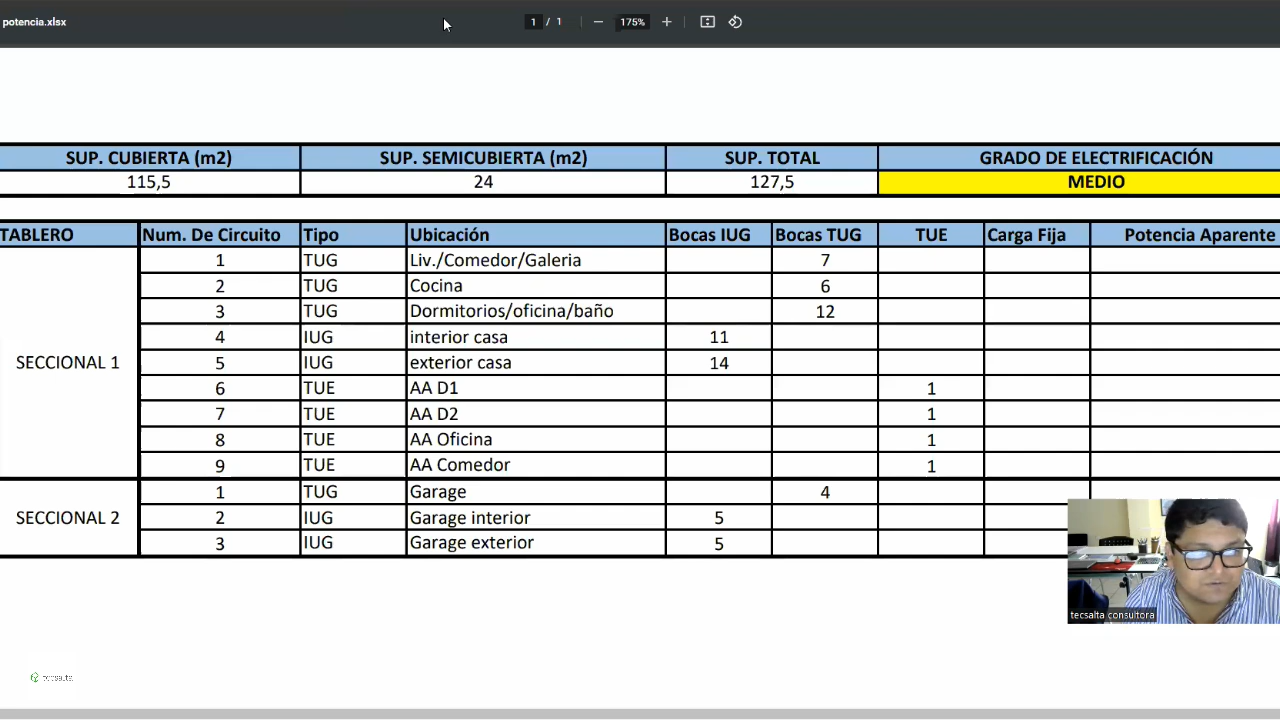 potencia.xlsx 1 / 1 175%
SUP. CUBIERTA (m2) SUP. SEMICUBIERTA (m2) SUP. TOTAL GRADO DE ELECTRIFICACIÓN
115,5 24 127,5 MEDIO
TABLERO Num. De Circuito Tipo Ubicación Bocas IUG Bocas TUG TUE Carga Fija Potencia Aparente
1 TUG Liv./Comedor/Galeria 7
2 TUG Cocina 6
3 TUG Dormitorios/oficina/baño 12
4 IUG interior casa 11
SECCIONAL 1 5 IUG exterior casa 14
6 TUE AA D1 1
7 TUE AA D2 1
8 TUE AA Oficina 1
9 TUE AA Comedor 1
1 TUG Garage 4
SECCIONAL 2 2 IUG Garage interior 5
3 IUG Garage exterior 5
tecsalta consultora
tecsalta